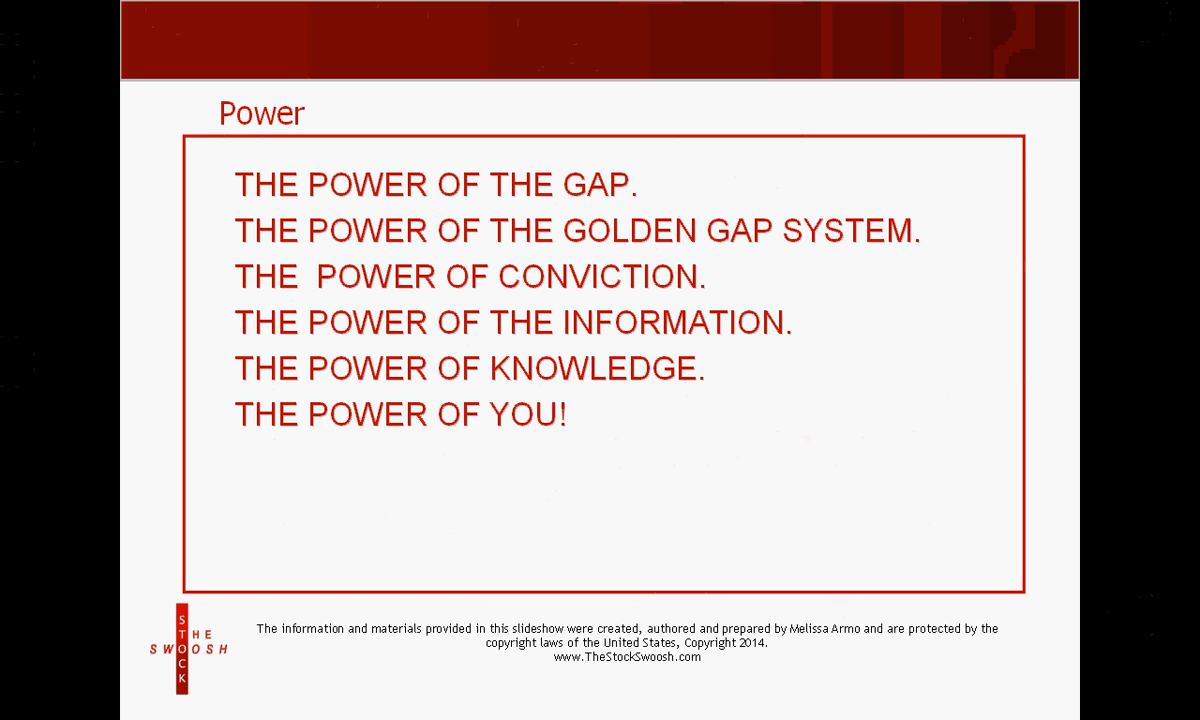 Power
THE POWER OF THE GAP.
THE POWER OF THE GOLDEN GAP SYSTEM.
THE  POWER OF CONVICTION.
THE POWER OF THE INFORMATION.
THE POWER OF KNOWLEDGE.
THE POWER OF YOU!
THE
STOCK
SWOOSH
The information and materials provided in this slideshow were created, authored and prepared by Melissa Armo and are protected by the
copyright laws of the United States, Copyright 2014.
www.TheStockSwoosh.com